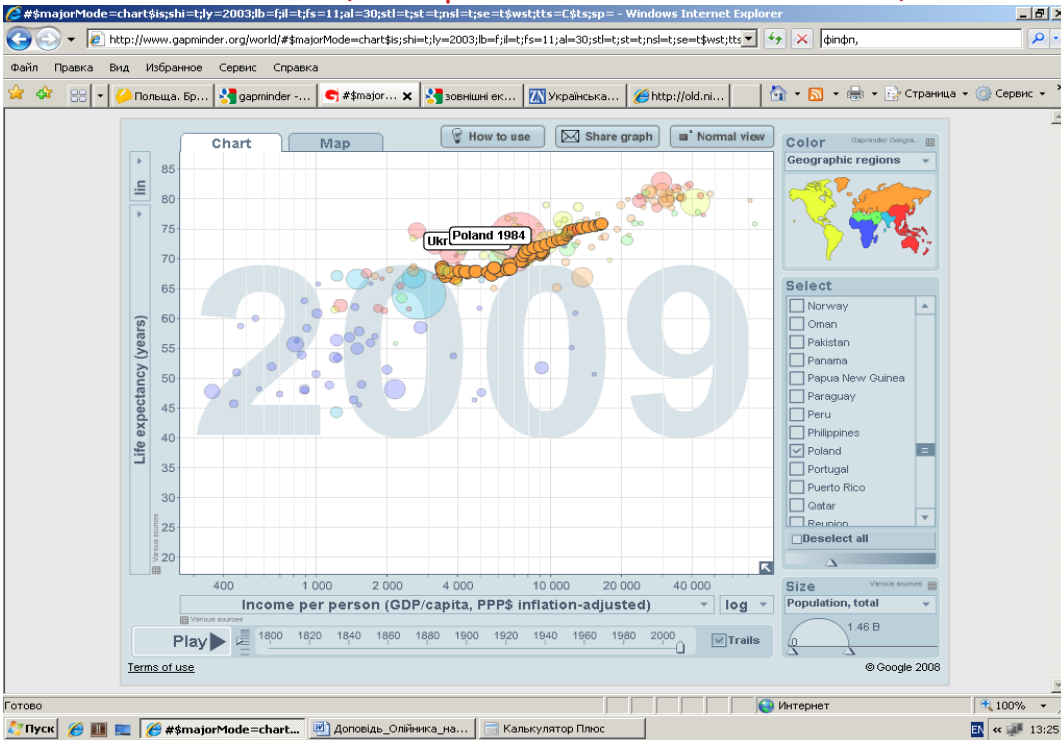 #$majorMode=chart$is;shi=t;ly=2003;lb=f;il=t;fs=11;al=30;stl=t;st=t;nsl=t;se=t$wst;tts=C$ts;sp= - Windows Internet Explorer
http://www.gapminder.org/world/#$majorMode=chart$is;shi=t;ly=2003;lb=f;il=t;fs=11;al=30;stl=t;st=t;nsl=t;se=t$wst;tts
фіпфп,
Файл Правка Вид Избранное Сервис Справка
Польща. Бр... gapminder -... #$major... зовнішні ек... Українська... http://old.ni... Страница Сервис
Chart Map How to use Share graph Normal view
Color
Geographic regions
lin
85
80
75
70
65
60
55
50
45
40
35
30
25
20
Life expectancy (years)
Various sources
Ukr
Poland 1984
2009
Select
Norway
Oman
Pakistan
Panama
Papua New Guinea
Paraguay
Peru
Philippines
Poland
Portugal
Puerto Rico
Qatar
Reunion
Deselect all
400 1 000 2 000 4 000 10 000 20 000 40 000
Income per person (GDP/capita, PPP$ inflation-adjusted) log
Various sources
Size Various sources
Population, total
1.46 B
0
Play 1800 1820 1840 1860 1880 1900 1920 1940 1960 1980 2000 Trails
Terms of use © Google 2008
Готово Интернет 100%
Пуск #$majorMode=chart... Доповідь_Олійника_на... Калькулятор Плюс EN 13:25